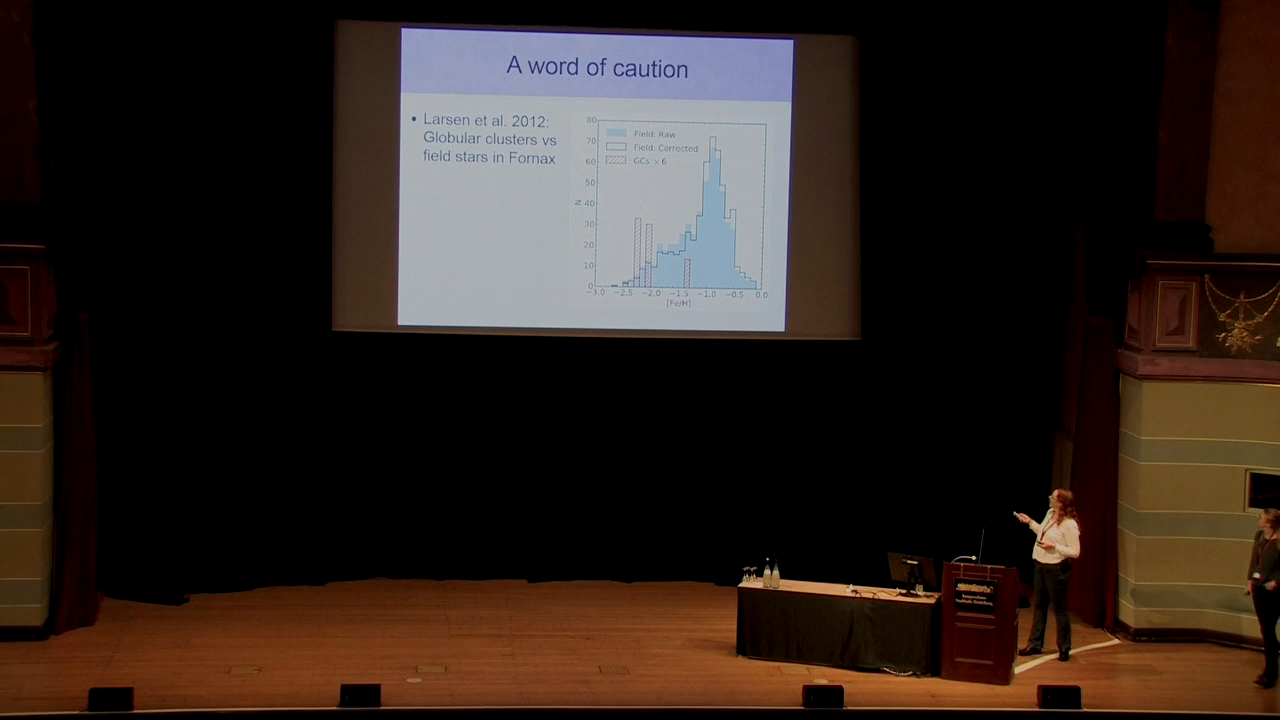 A word of caution
• Larsen et al. 2012:
Globular clusters vs
field stars in Fornax
Field: Raw
Field: Corrected
GCs × 6
80
70
60
50
40
30
20
10
0
N
−3.0 −2.5 −2.0 −1.5 −1.0 −0.5 0.0
[Fe/H]